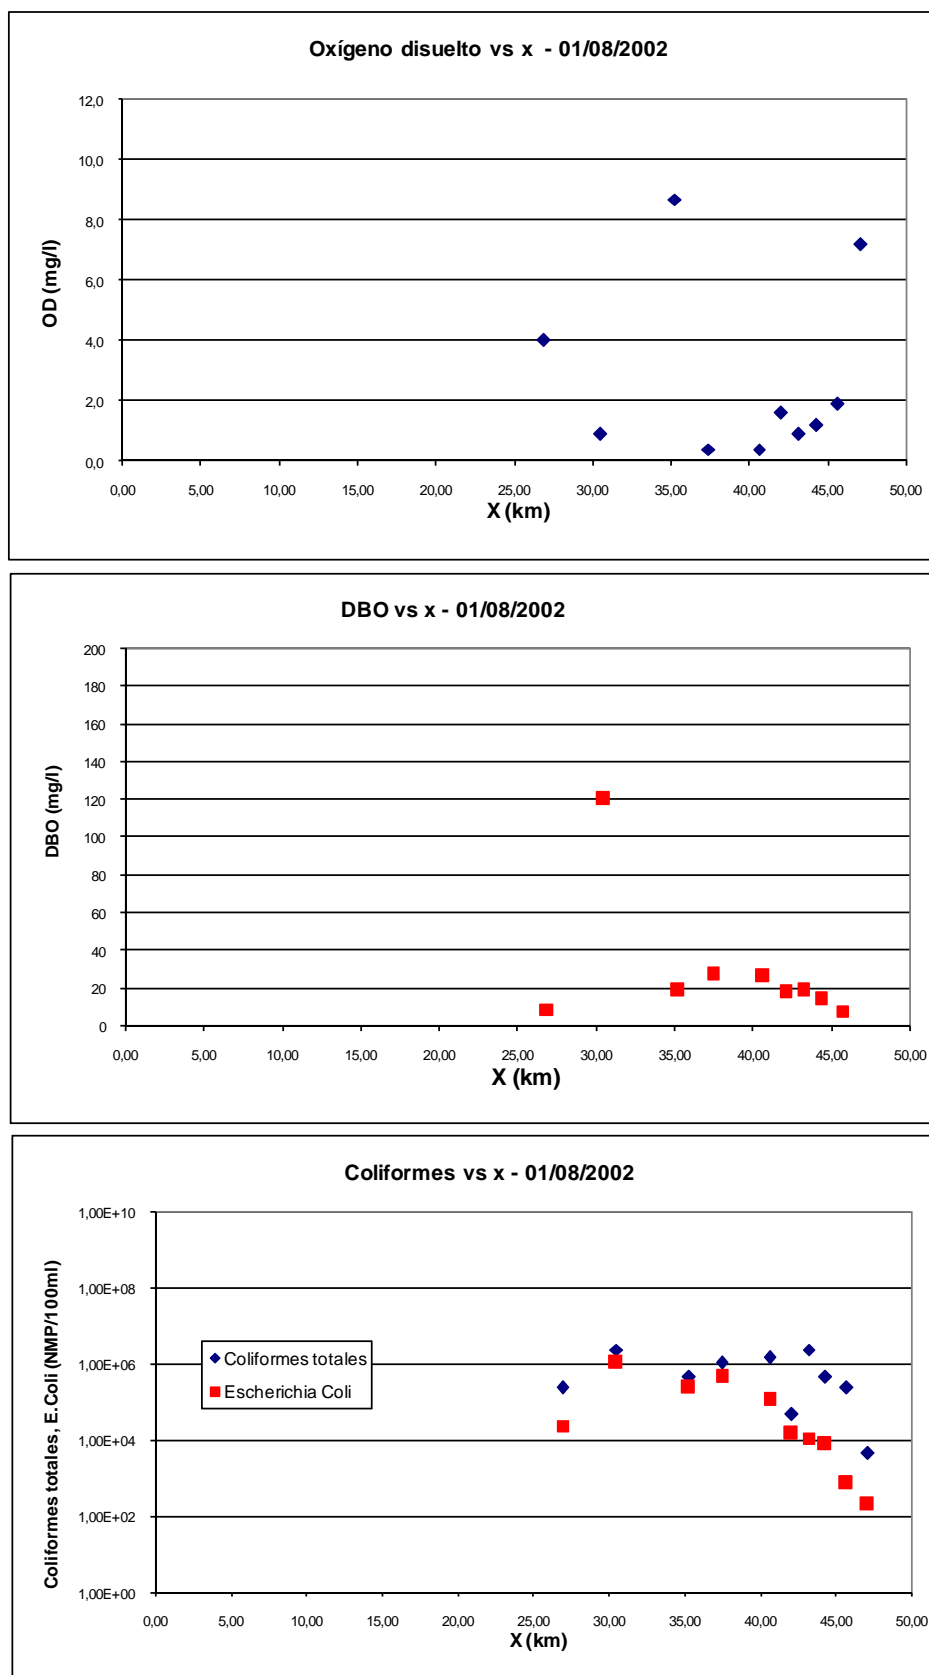 Oxígeno disuelto vs x - 01/08/2002
12,0
10,0
8,0
6,0
4,0
2,0
0,0
OD (mg/l)
0,00 5,00 10,00 15,00 20,00 25,00 30,00 35,00 40,00 45,00 50,00
X (km)
DBO vs x - 01/08/2002
200
180
160
140
120
100
80
60
40
20
0
DBO (mg/l)
0,00 5,00 10,00 15,00 20,00 25,00 30,00 35,00 40,00 45,00 50,00
X (km)
Coliformes vs x - 01/08/2002
1,00E+10
1,00E+08
1,00E+06
1,00E+04
1,00E+02
1,00E+00
Coliformes totales, E.Coli (NMP/100ml)
Coliformes totales
Escherichia Coli
0,00 5,00 10,00 15,00 20,00 25,00 30,00 35,00 40,00 45,00 50,00
X (km)